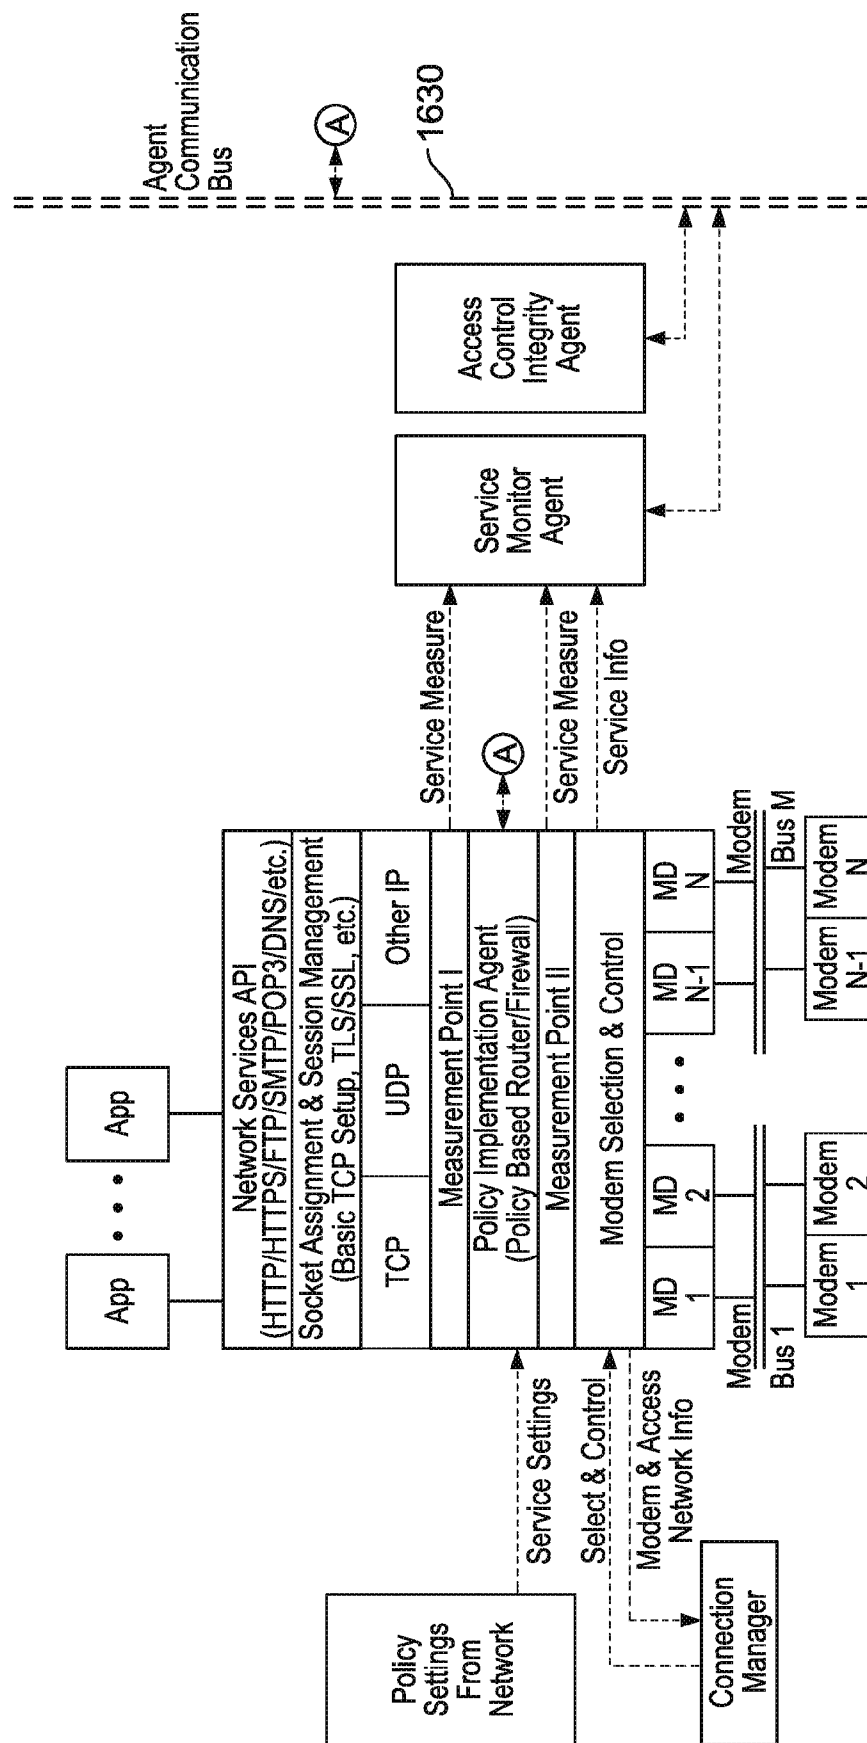 App
App
Network Services API
(HTTP/HTTPS/FTP/SMTP/POP3/DNS/etc.)
Socket Assignment & Session Management
(Basic TCP Setup, TLS/SSL, etc.)
TCP
UDP
Other IP
Measurement Point I
Policy Implementation Agent
(Policy Based Router/Firewall)
Measurement Point II
Modem Selection & Control
MD
1
MD
2
MD
N-1
MD
N
Modem
Bus 1
Modem
Bus M
Modem
1
Modem
2
Modem
N-1
Modem
N
Policy
Settings
From
Network
Service Settings
Select & Control
Modem & Access
Network Info
Connection
Manager
Service Measure
A
Service Measure
Service Info
Service
Monitor
Agent
Access
Control
Integrity
Agent
Agent
Communication
Bus
A
1630